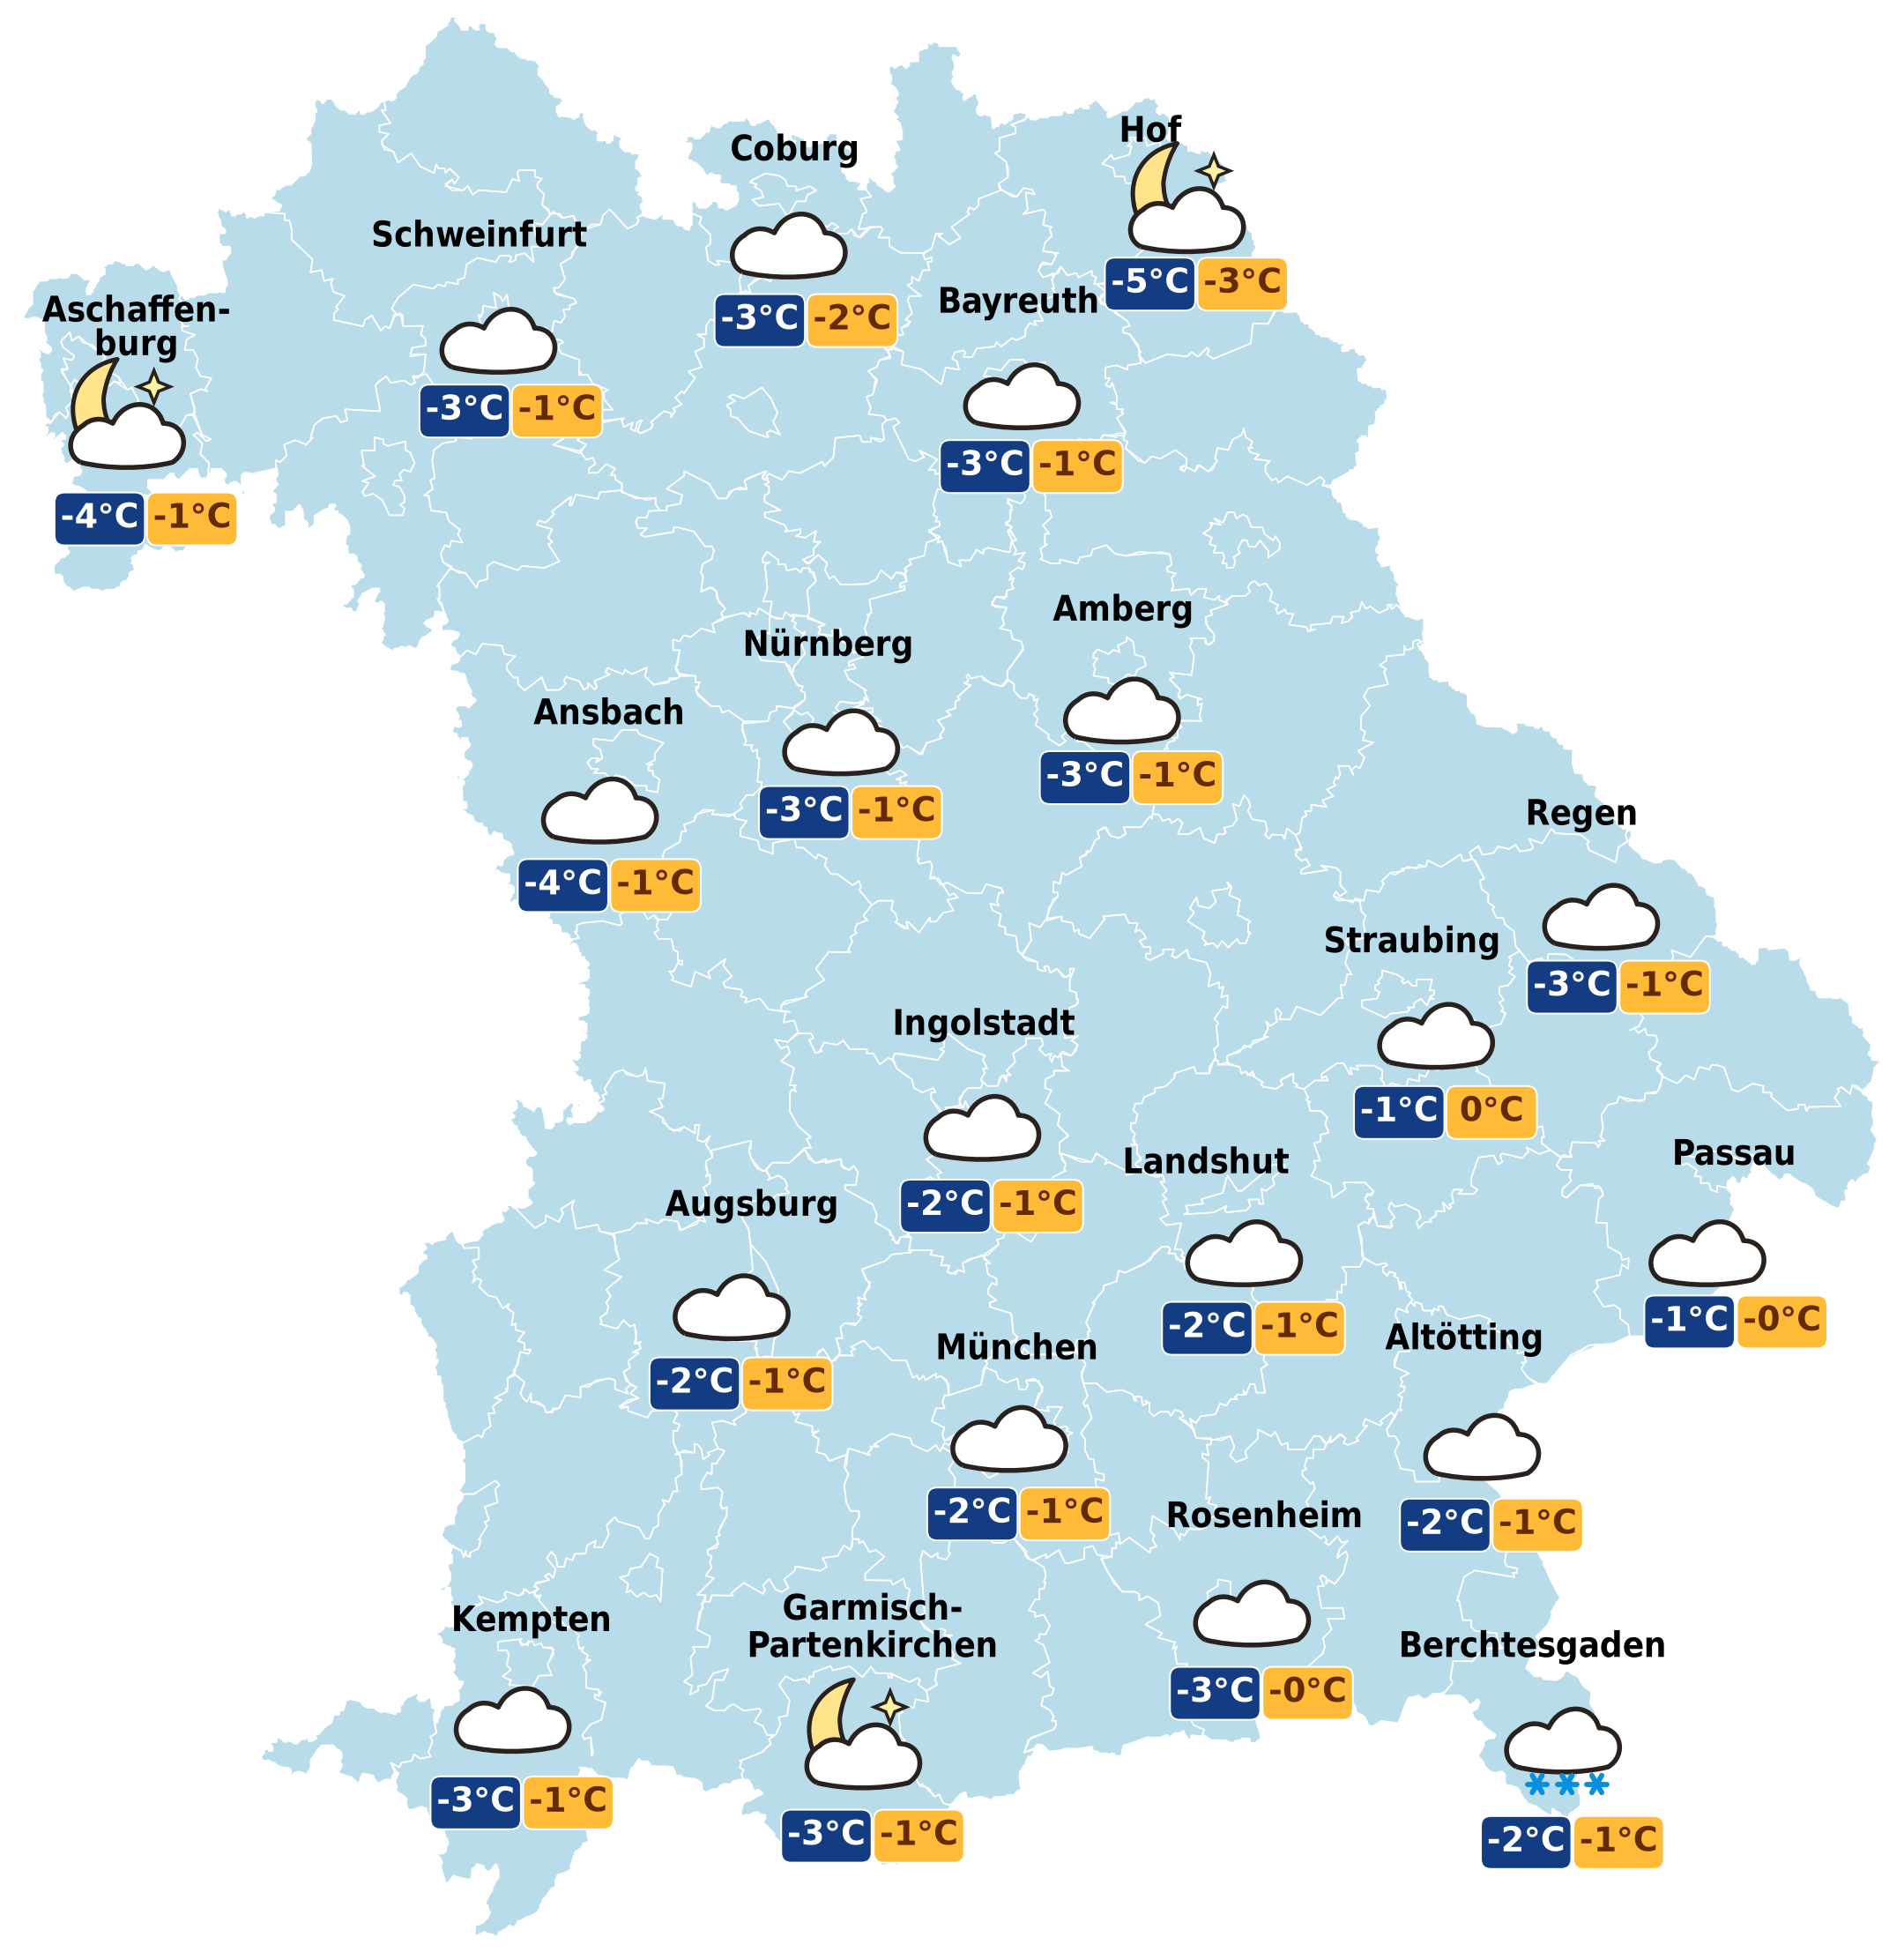 Hof
-5°C -3°C
Coburg
-3°C -2°C
Schweinfurt
-3°C -1°C
Bayreuth
-3°C -1°C
Aschaffen-
burg
-4°C -1°C
Amberg
-3°C -1°C
Nürnberg
-3°C -1°C
Ansbach
-4°C -1°C
Regen
-3°C -1°C
Straubing
-1°C 0°C
Ingolstadt
-2°C -1°C
Passau
-1°C -0°C
Landshut
-2°C -1°C
Augsburg
-2°C -1°C
Altötting
-2°C -1°C
München
-2°C -1°C
Rosenheim
-3°C -0°C
Garmisch-
Partenkirchen
-3°C -1°C
Kempten
-3°C -1°C
Berchtesgaden
-2°C -1°C